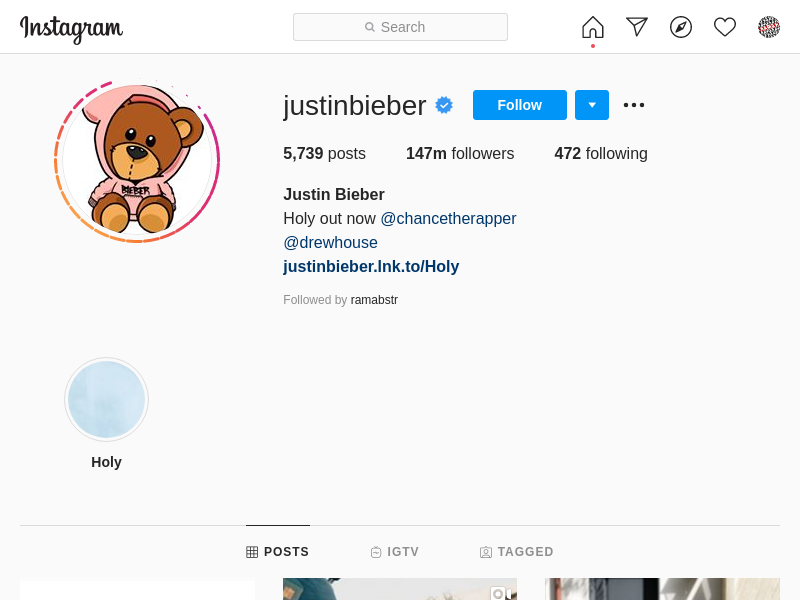 Instagram
Search
justinbieber
Follow
5,739 posts
147m followers
472 following
BIEBER
Justin Bieber
Holy out now @chancetherapper
@drewhouse
justinbieber.lnk.to/Holy
Followed by ramabstr
Holy
POSTS
IGTV
TAGGED